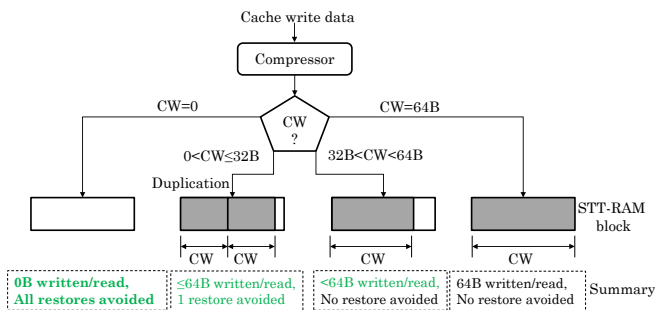 Cache write data
Compressor
CW=0
CW=64B
CW
?
0<CW≤32B
32B<CW<64B
Duplication
STT-RAM
block
CW
CW
CW
CW
0B written/read,
All restores avoided
≤64B written/read,
1 restore avoided
<64B written/read,
No restore avoided
64B written/read,
No restore avoided
Summary